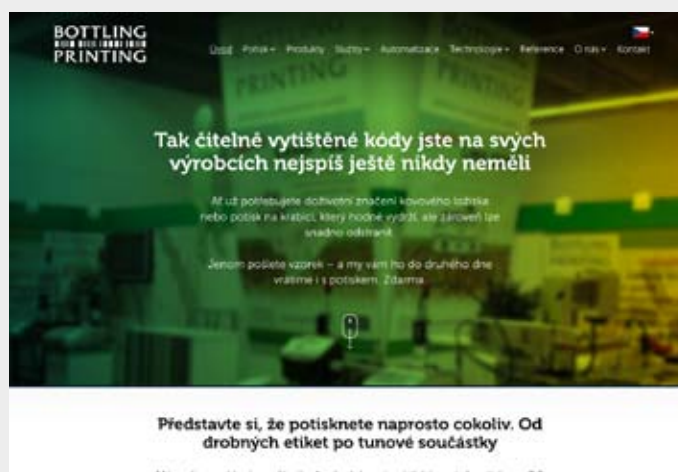 BOTTLING
PRINTING
Úvod Potisk Produkty Služby Automatizace Technologie Reference O nás Kontakt
PRINTING
Tak čitelně vytištěné kódy jste na svých
výrobcích nejspíš ještě nikdy neměli
Ať už potřebujete doživotní značení kovového ložiska
nebo potisk na krabici, který hodně vydrží, ale zároveň lze
snadno odstranit.
Jenom pošlete vzorek – a my vám ho do druhého dne
vrátíme i s potiskem. Zdarma.
Představte si, že potisknete naprosto cokoliv. Od
drobných etiket po tunové součástky